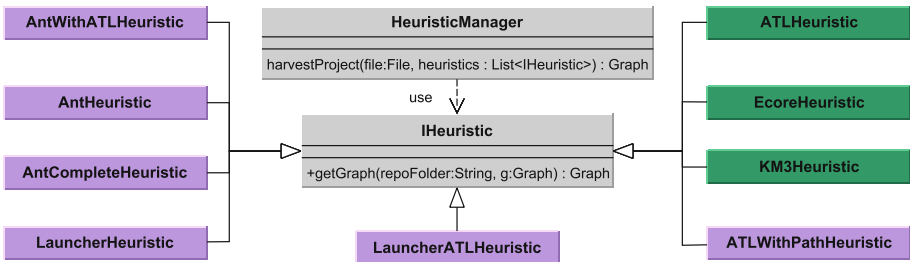 AntWithATLHeuristic
HeuristicManager
ATLHeuristic
harvestProject(file:File, heuristics : List<IHeuristic>) : Graph
use
AntHeuristic
EcoreHeuristic
IHeuristic
AntCompleteHeuristic
+getGraph(repoFolder:String, g:Graph) : Graph
KM3Heuristic
LauncherHeuristic
LauncherATLHeuristic
ATLWithPathHeuristic